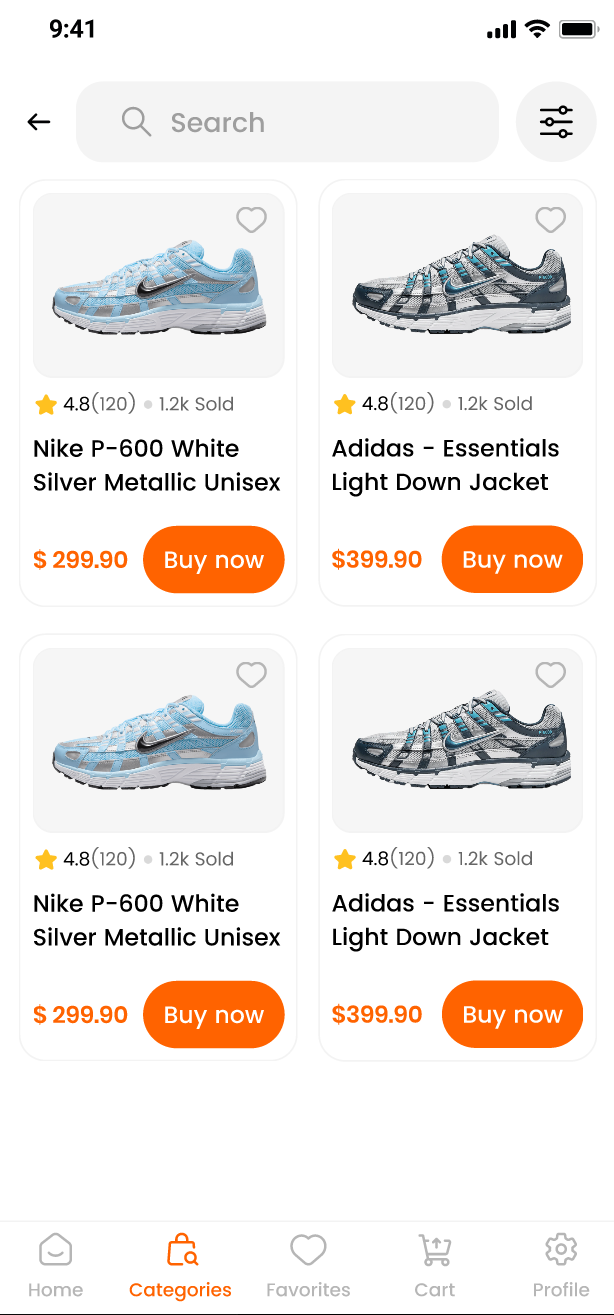 9:41
Search
4.8(120) 1.2k Sold
Nike P-600 White
Silver Metallic Unisex
$ 299.90 Buy now
4.8(120) 1.2k Sold
Adidas - Essentials
Light Down Jacket
$399.90 Buy now
4.8(120) 1.2k Sold
Nike P-600 White
Silver Metallic Unisex
$ 299.90 Buy now
4.8(120) 1.2k Sold
Adidas - Essentials
Light Down Jacket
$399.90 Buy now
Home Categories Favorites Cart Profile